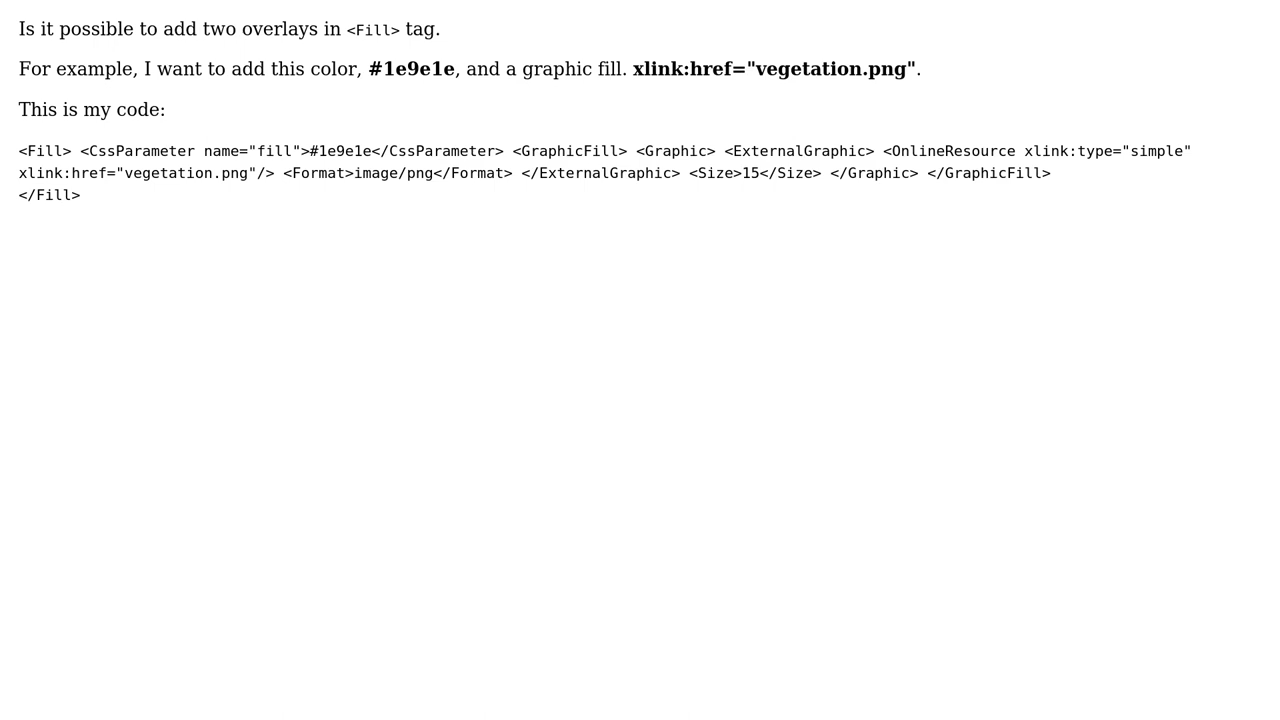 Is it possible to add two overlays in <Fill> tag.
For example, I want to add this color, #1e9e1e, and a graphic fill. xlink:href="vegetation.png".
This is my code:
<Fill> <CssParameter name="fill">#1e9e1e</CssParameter> <GraphicFill> <Graphic> <ExternalGraphic> <OnlineResource xlink:type="simple"
xlink:href="vegetation.png"/> <Format>image/png</Format> </ExternalGraphic> <Size>15</Size> </Graphic> </GraphicFill>
</Fill>